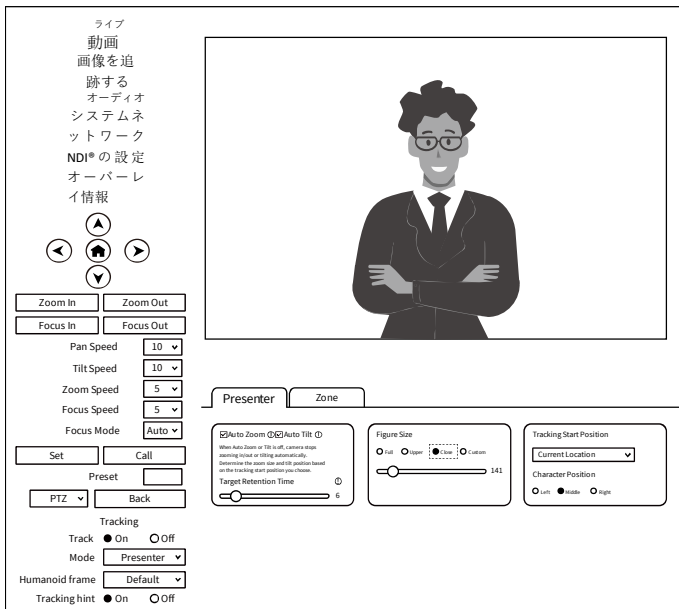 ライブ
動画
画像を追
跡する
オーディオ
システムネ
ットワーク
NDI®の設定
オーバーレ
イ情報
Zoom In Zoom Out
Focus In Focus Out
Pan Speed 10
Tilt Speed 10
Zoom Speed 5
Focus Speed 5
Focus Mode Auto
Set Call
Preset
PTZ Back
Tracking
Track On Off
Mode Presenter
Humanoid frame Default
Tracking hint On Off
Presenter Zone
Auto Zoom Auto Tilt
When Auto Zoom or Tilt is off, camera stops
zooming in/out or tilting automatically.
Determine the zoom size and tilt position based
on the tracking start position you choose.
Target Retention Time
6
Figure Size
Full Upper Close Custom
141
Tracking Start Position
Current Location
Character Position
Left Middle Right